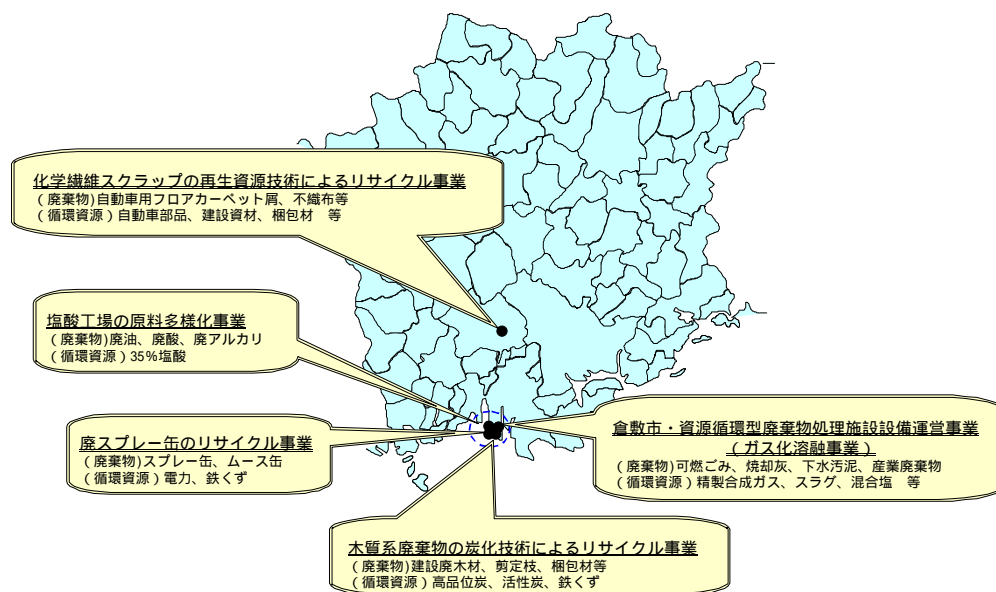 化学繊維スクラップの再生資源技術によるリサイクル事業
(廃棄物)自動車用フロアカーペット屑、不織布等
(循環資源)自動車部品、建設資材、梱包材　等
塩酸工場の原料多様化事業
(廃棄物)廃油、廃酸、廃アルカリ
(循環資源)35%塩酸
廃スプレー缶のリサイクル事業
(廃棄物)スプレー缶、ムース缶
(循環資源)電力、鉄くず
倉敷市・資源循環型廃棄物処理施設設備運営事業
(ガス化溶融事業)
(廃棄物)可燃ごみ、焼却灰、下水汚泥、産業廃棄物
(循環資源)精製合成ガス、スラグ、混合塩　等
木質系廃棄物の炭化技術によるリサイクル事業
(廃棄物)建設廃木材、剪定枝、梱包材等
(循環資源)高品位炭、活性炭、鉄くず